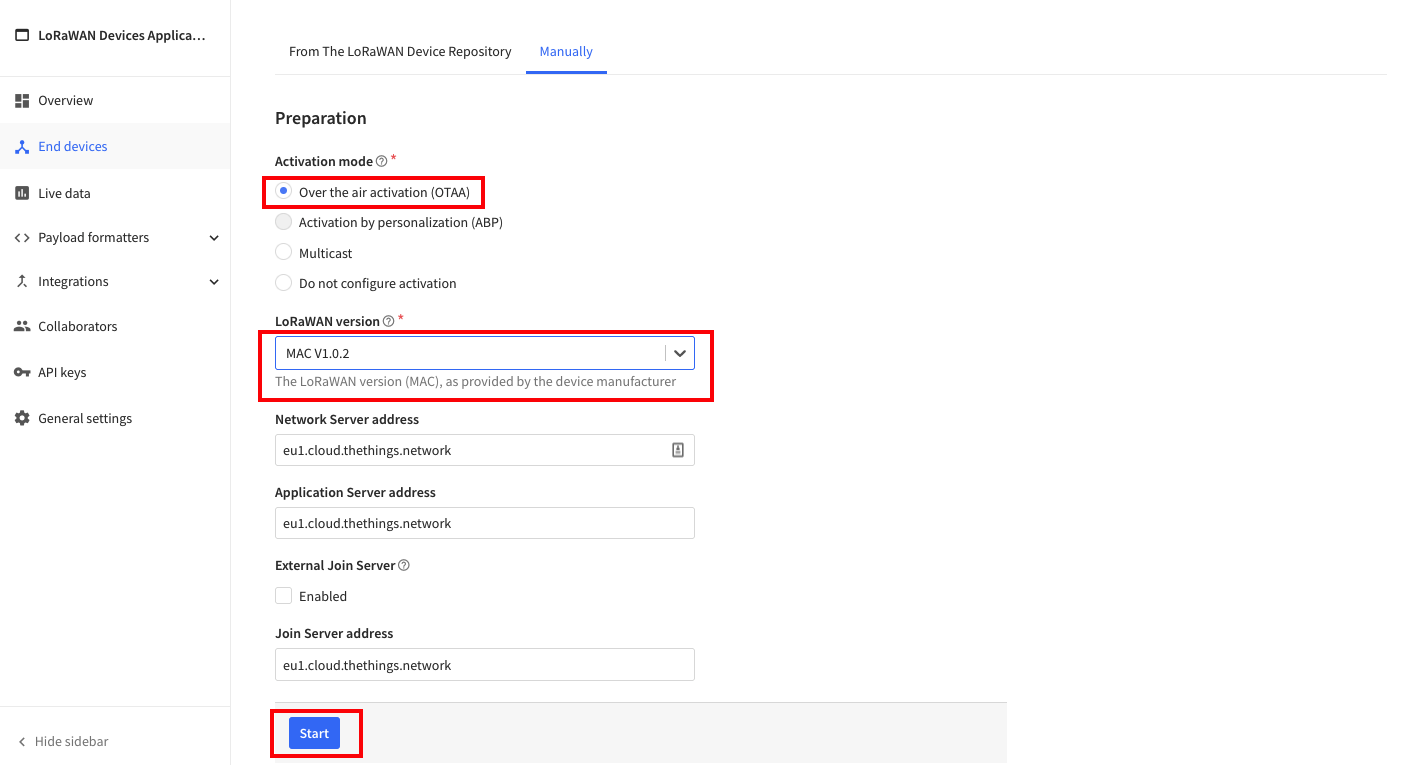 LoRaWAN Devices Applica...
Overview
End devices
Live data
Payload formatters
Integrations
Collaborators
API keys
General settings
Hide sidebar
From The LoRaWAN Device Repository
Manually
Preparation
Activation mode ? *
Over the air activation (OTAA)
Activation by personalization (ABP)
Multicast
Do not configure activation
LoRaWAN version ? *
MAC V1.0.2
The LoRaWAN version (MAC), as provided by the device manufacturer
Network Server address
eu1.cloud.thethings.network
Application Server address
eu1.cloud.thethings.network
External Join Server ?
Enabled
Join Server address
eu1.cloud.thethings.network
Start